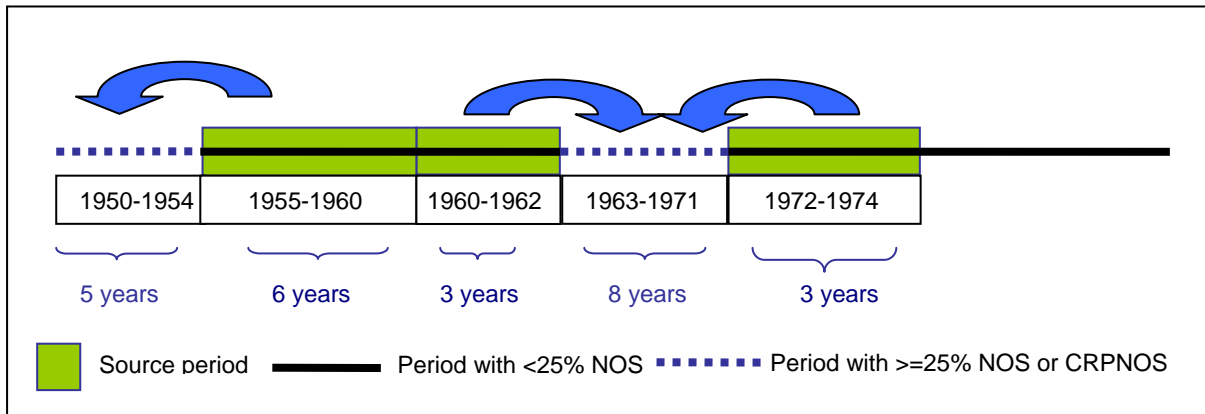 1950-1954 1955-1960 1960-1962 1963-1971 1972-1974
5 years 6 years 3 years 8 years 3 years
Source period Period with <25% NOS Period with >=25% NOS or CRPNOS